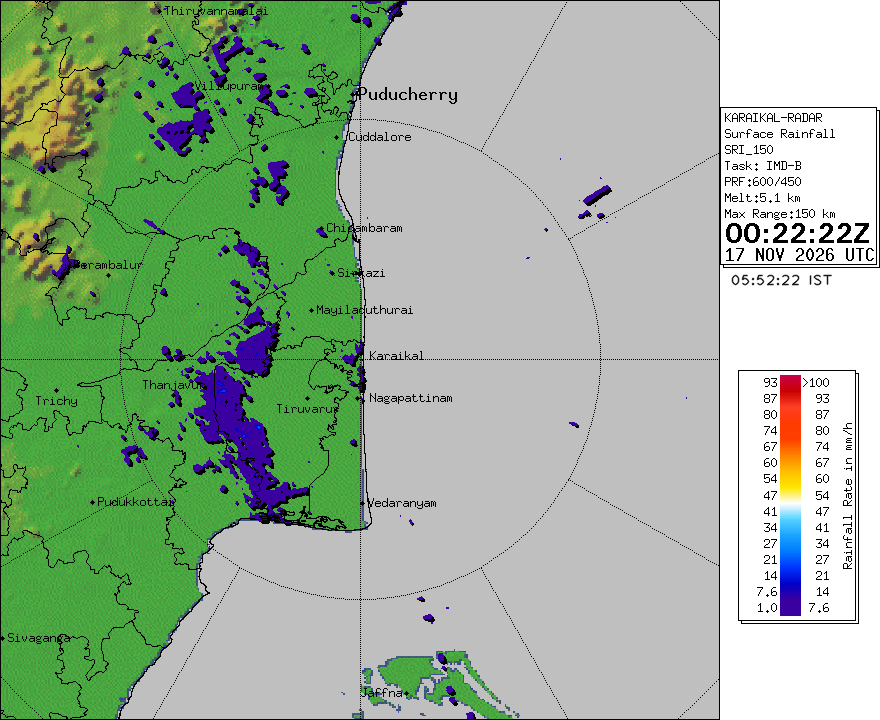 Thiruvannamalai
Villupuram
Puducherry
Cuddalore
Chidambaram
Perambalur
Sirkazi
Mayiladuthurai
Karaikal
Thanjavur
Trichy
Tiruvarur
Nagapattinam
Pudukkottai
Vedaranyam
Sivaganga
Jaffna
KARAIKAL-RADAR
Surface Rainfall
SRI_150
Task: IMD-B
PRF:600/450
Melt:5.1 km
Max Range:150 km
00:22:22Z
17 NOV 2026 UTC
05:52:22 IST
93 >100
87 93
80 87
74 80
67 74
60 67
54 60
47 54
41 47
34 41
27 34
21 27
14 21
7.6 14
1.0 7.6
Rainfall Rate in mm/h